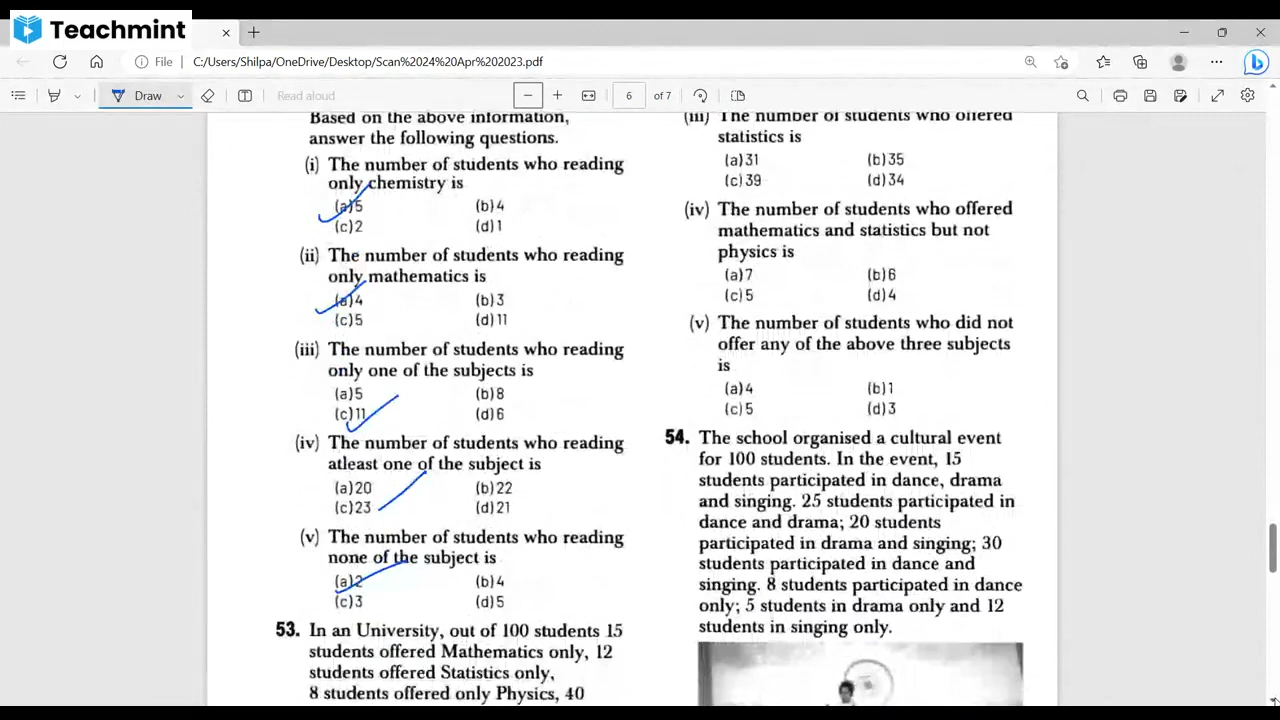 Teachmint
File
C:/Users/Shilpa/OneDrive/Desktop/Scan%2024%20Apr%202023.pdf
Draw
Read aloud
6 of 7
Based on the above information,
answer the following questions.
(i) The number of students who reading
only chemistry is
(a) 5 (b) 4
(c) 2 (d) 1
(ii) The number of students who reading
only mathematics is
(a) 4 (b) 3
(c) 5 (d) 11
(iii) The number of students who reading
only one of the subjects is
(a) 5 (b) 8
(c) 11 (d) 6
(iv) The number of students who reading
atleast one of the subject is
(a) 20 (b) 22
(c) 23 (d) 21
(v) The number of students who reading
none of the subject is
(a) 2 (b) 4
(c) 3 (d) 5
53. In an University, out of 100 students 15
students offered Mathematics only, 12
students offered Statistics only,
8 students offered only Physics, 40
(iii) The number of students who offered
statistics is
(a) 31 (b) 35
(c) 39 (d) 34
(iv) The number of students who offered
mathematics and statistics but not
physics is
(a) 7 (b) 6
(c) 5 (d) 4
(v) The number of students who did not
offer any of the above three subjects
is
(a) 4 (b) 1
(c) 5 (d) 3
54. The school organised a cultural event
for 100 students. In the event, 15
students participated in dance, drama
and singing. 25 students participated in
dance and drama; 20 students
participated in drama and singing; 30
students participated in dance and
singing. 8 students participated in dance
only; 5 students in drama only and 12
students in singing only.